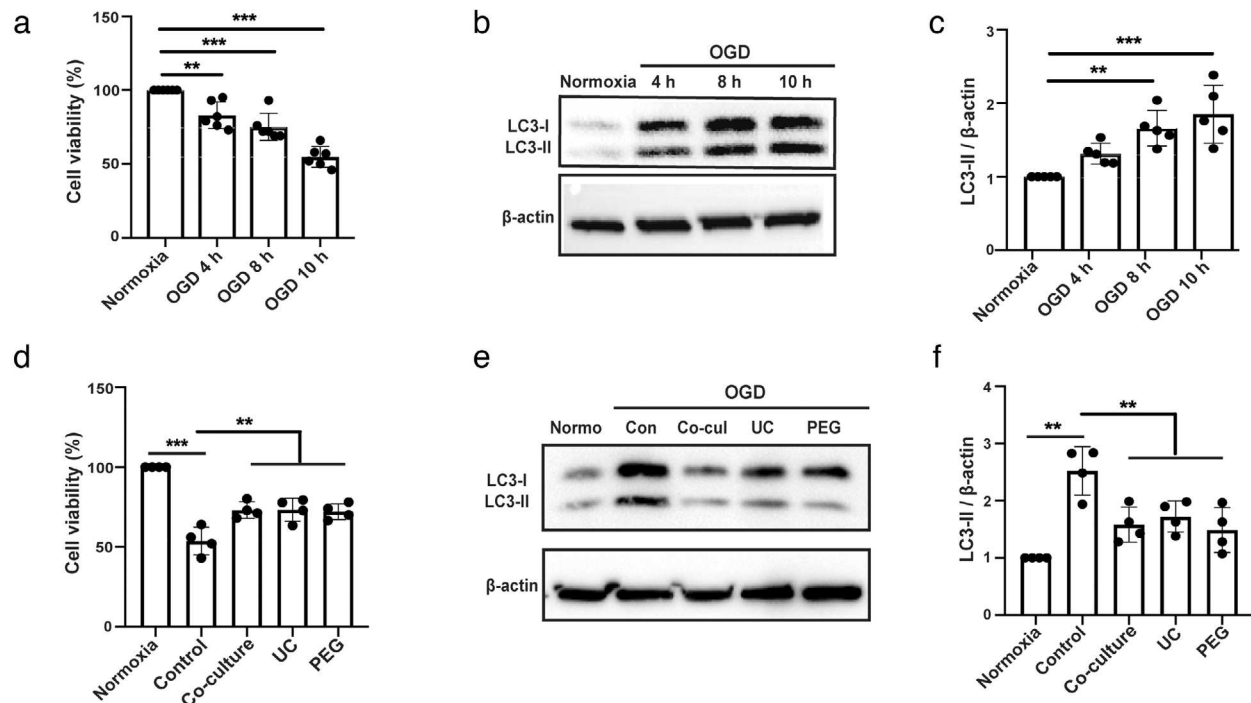 a
Cell viability (%)
150
100
50
0
***
***
**
Normoxia
OGD 4 h
OGD 8 h
OGD 10 h
b
OGD
Normoxia 4 h 8 h 10 h
LC3-I
LC3-II
β-actin
c
LC3-II / β-actin
3
2
1
0
***
**
Normoxia
OGD 4 h
OGD 8 h
OGD 10 h
d
Cell viability (%)
150
100
50
0
**
***
Normoxia
Control
Co-culture
UC
PEG
e
OGD
Normo Con Co-cul UC PEG
LC3-I
LC3-II
β-actin
f
LC3-II / β-actin
4
3
2
1
0
**
**
Normoxia
Control
Co-culture
UC
PEG